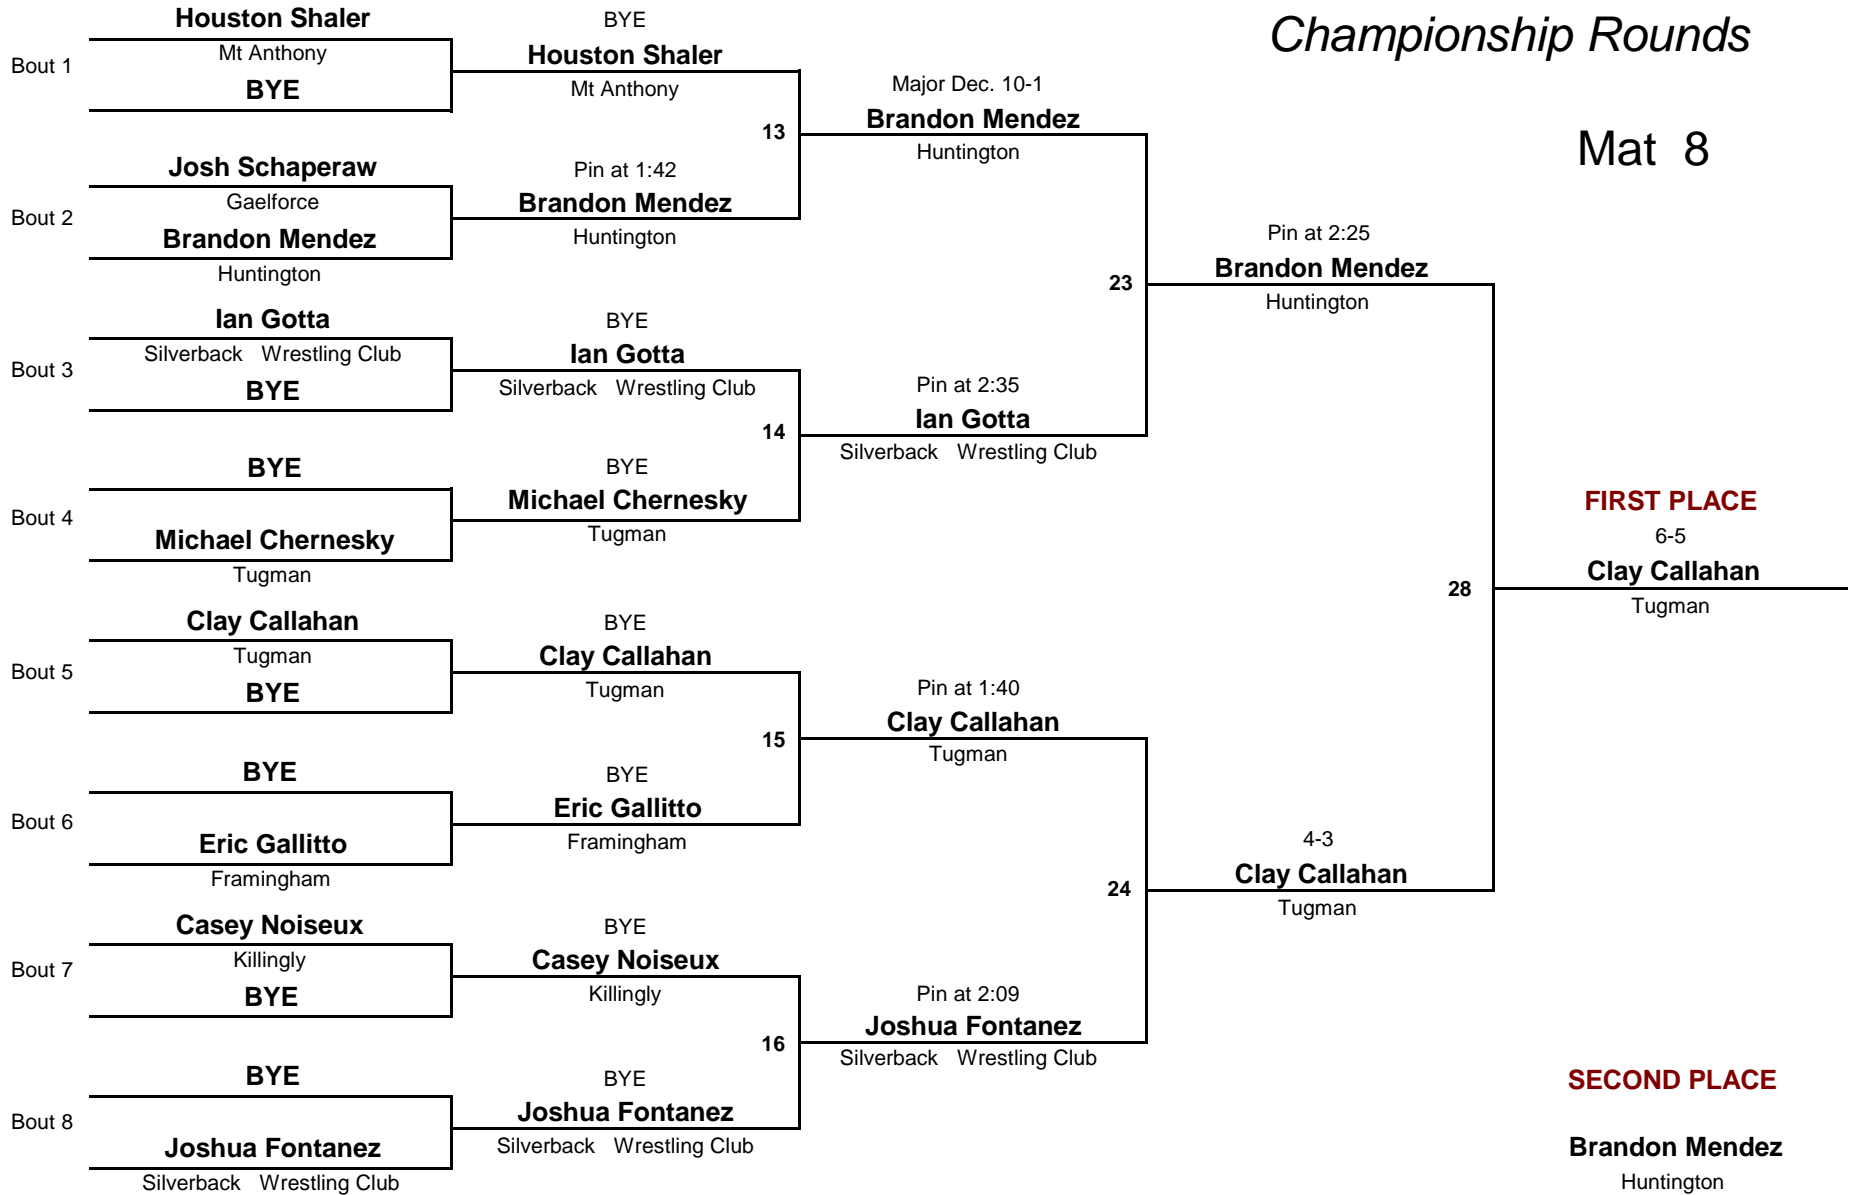 Championship Rounds
Mat 8
Bout 1
Houston Shaler
Mt Anthony
BYE
Bout 2
Josh Schaperaw
Gaelforce
Brandon Mendez
Huntington
Bout 3
Ian Gotta
Silverback Wrestling Club
BYE
Bout 4
BYE
Michael Chernesky
Tugman
Bout 5
Clay Callahan
Tugman
BYE
Bout 6
BYE
Eric Gallitto
Framingham
Bout 7
Casey Noiseux
Killingly
BYE
Bout 8
BYE
Joshua Fontanez
Silverback Wrestling Club
BYE
Houston Shaler
Mt Anthony
13
Pin at 1:42
Brandon Mendez
Huntington
BYE
Ian Gotta
Silverback Wrestling Club
14
BYE
Michael Chernesky
Tugman
BYE
Clay Callahan
Tugman
15
BYE
Eric Gallitto
Framingham
BYE
Casey Noiseux
Killingly
16
BYE
Joshua Fontanez
Silverback Wrestling Club
Major Dec. 10-1
Brandon Mendez
Huntington
23
Pin at 2:35
Ian Gotta
Silverback Wrestling Club
Pin at 1:40
Clay Callahan
Tugman
24
Pin at 2:09
Joshua Fontanez
Silverback Wrestling Club
Pin at 2:25
Brandon Mendez
Huntington
28
4-3
Clay Callahan
Tugman
FIRST PLACE
6-5
Clay Callahan
Tugman
SECOND PLACE
Brandon Mendez
Huntington